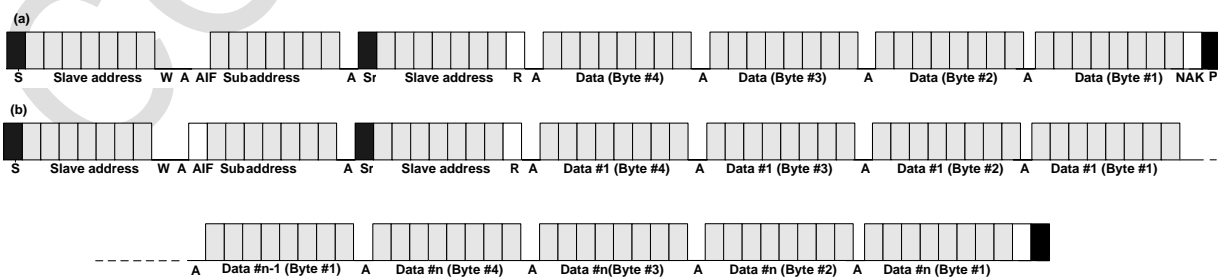 (a)
S Slave address W A AIF Subaddress A Sr Slave address R A Data (Byte #4) A Data (Byte #3) A Data (Byte #2) A Data (Byte #1) NAK P
(b)
S Slave address W A AIF Subaddress A Sr Slave address R A Data #1 (Byte #4) A Data #1 (Byte #3) A Data #1 (Byte #2) A Data #1 (Byte #1)
A Data #n-1 (Byte #1) A Data #n (Byte #4) A Data #n(Byte #3) A Data #n (Byte #2) A Data #n (Byte #1)